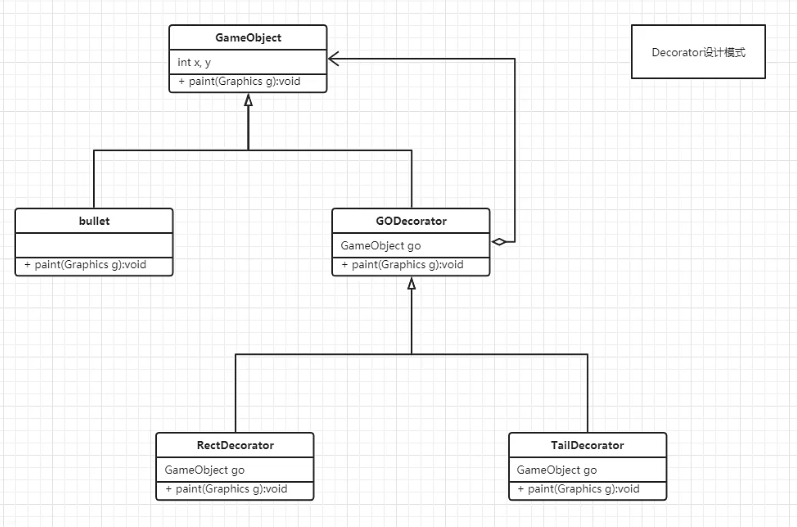 GameObject
int x, y
+ paint(Graphics g):void
Decorator设计模式
bullet
+ paint(Graphics g):void
GODecorator
GameObject go
+ paint(Graphics g):void
RectDecorator
GameObject go
+ paint(Graphics g):void
TailDecorator
GameObject go
+ paint(Graphics g):void